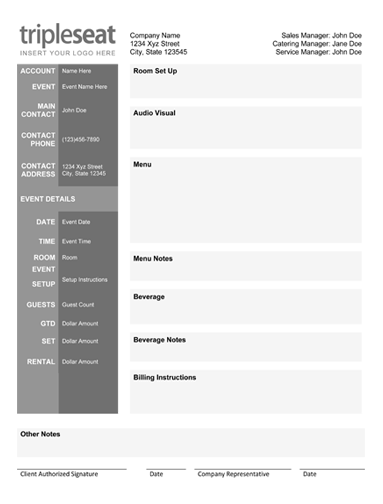 tripleseat
INSERT YOUR LOGO HERE
Company Name
1234 Xyz Street
City, State 123545
Sales Manager: John Doe
Catering Manager: Jane Doe
Service Manager: John Doe
ACCOUNT Name Here
EVENT Event Name Here
MAIN
CONTACT John Doe
CONTACT
PHONE (123)456-7890
CONTACT
ADDRESS 1234 Xyz Street
City, State 12345
EVENT DETAILS
DATE Event Date
TIME Event Time
ROOM Room
EVENT
SETUP Setup Instructions
GUESTS Guest Count
GTD Dollar Amount
SET Dollar Amount
RENTAL Dollar Amount
Room Set Up
Audio Visual
Menu
Menu Notes
Beverage
Beverage Notes
Billing Instructions
Other Notes
Client Authorized Signature Date Company Representative Date